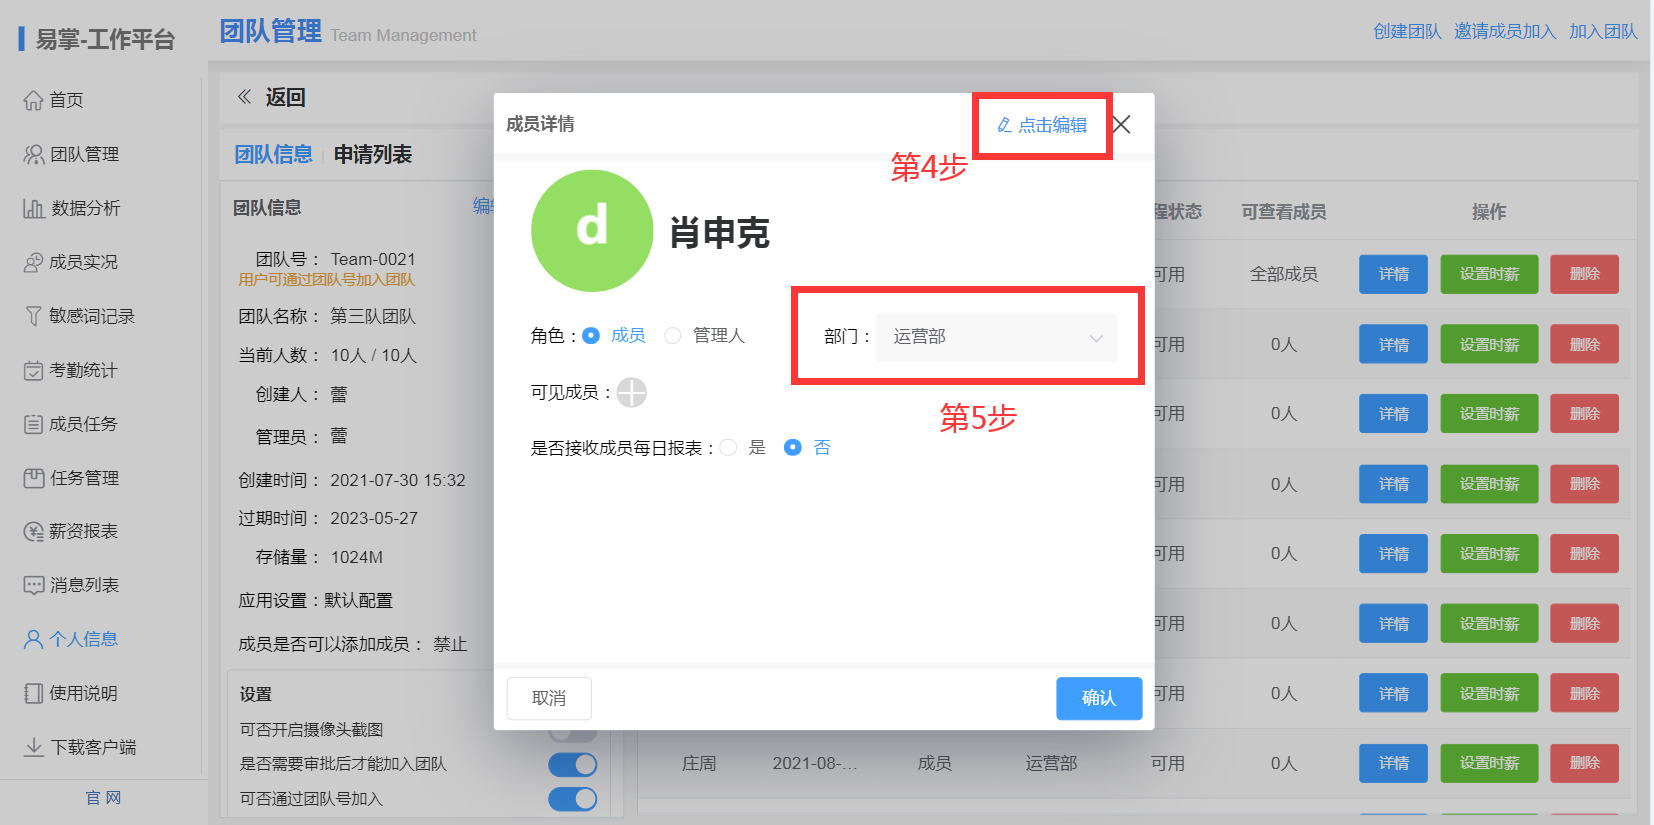 易掌-工作平台
团队管理 Team Management
创建团队 邀请成员加入 加入团队
首页
团队管理
数据分析
成员实况
敏感词记录
考勤统计
成员任务
任务管理
薪资报表
消息列表
个人信息
使用说明
下载客户端
官 网
返回
团队信息 申请列表
团队信息
团队号： Team-0021
用户可通过团队号加入团队
团队名称： 第三队团队
当前人数： 10人 / 10人
创建人： 蕾
管理员： 蕾
创建时间： 2021-07-30 15:32
过期时间： 2023-05-27
存储量： 1024M
应用设置：默认配置
成员是否可以添加成员： 禁止
设置
可否开启摄像头截图
是否需要审批后才能加入团队
可否通过团队号加入
成员详情
点击编辑
第4步
d
肖申克
角色： 成员 管理人
部门： 运营部
第5步
可见成员：
是否接收成员每日报表： 是 否
取消 确认
程状态 可查看成员 操作
可用 全部成员 详情 设置时薪 删除
可用 0人 详情 设置时薪 删除
可用 0人 详情 设置时薪 删除
可用 0人 详情 设置时薪 删除
可用 0人 详情 设置时薪 删除
可用 0人 详情 设置时薪 删除
可用 0人 详情 设置时薪 删除
庄周 2021-08-... 成员 运营部 可用 0人 详情 设置时薪 删除